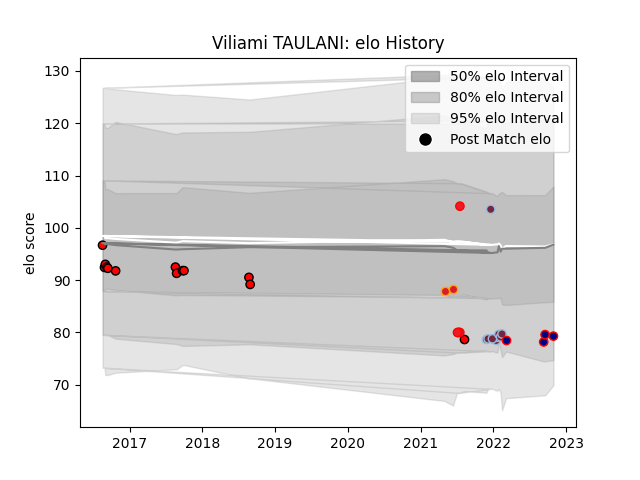 Viliami TAULANI: elo History
130
120
110
100
90
80
70
elo score
50% elo Interval
80% elo Interval
95% elo Interval
Post Match elo
2017
2018
2019
2020
2021
2022
2023